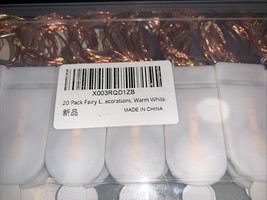 X003RQD1ZB
20 Pack Fairy L...ecorations, Warm White
新品
MADE IN CHINA